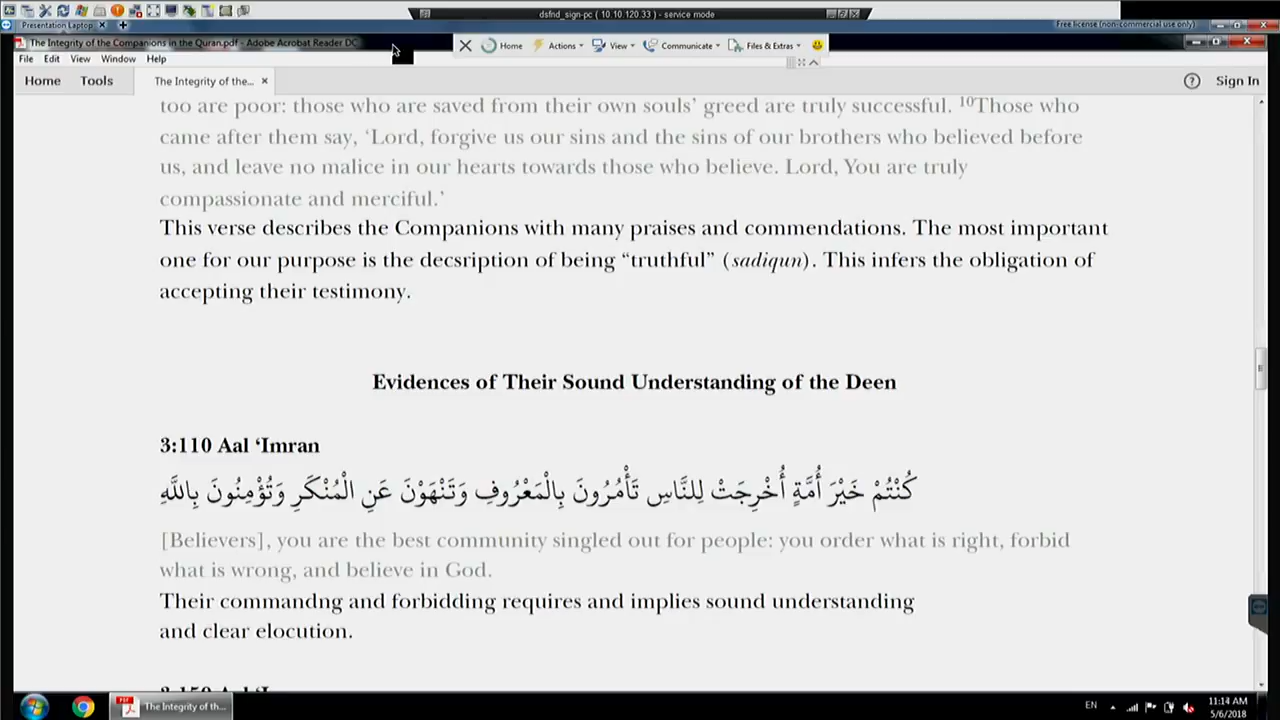 dsfnd_sign-pc ( 10.10.120.33 ) - service mode
Presentation Laptop
Free license (non-commercial use only)
The Integrity of the Companions in the Quran.pdf - Adobe Acrobat Reader DC
Home Actions View Communicate Files & Extras
File Edit View Window Help
Home Tools The Integrity of the... Sign In
too are poor: those who are saved from their own souls’ greed are truly successful. 10Those who
came after them say, ‘Lord, forgive us our sins and the sins of our brothers who believed before
us, and leave no malice in our hearts towards those who believe. Lord, You are truly
compassionate and merciful.’
This verse describes the Companions with many praises and commendations. The most important
one for our purpose is the decsription of being “truthful” (sadiqun). This infers the obligation of
accepting their testimony.
Evidences of Their Sound Understanding of the Deen
3:110 Aal ‘Imran
كُنْتُمْ خَيْرَ أُمَّةٍ أُخْرِجَتْ لِلنَّاسِ تَأْمُرُونَ بِالْمَعْرُوفِ وَتَنْهَوْنَ عَنِ الْمُنْكَرِ وَتُؤْمِنُونَ بِاللَّهِ
[Believers], you are the best community singled out for people: you order what is right, forbid
what is wrong, and believe in God.
Their commandng and forbidding requires and implies sound understanding
and clear elocution.
The Integrity of th...
EN
11:14 AM
5/6/2018